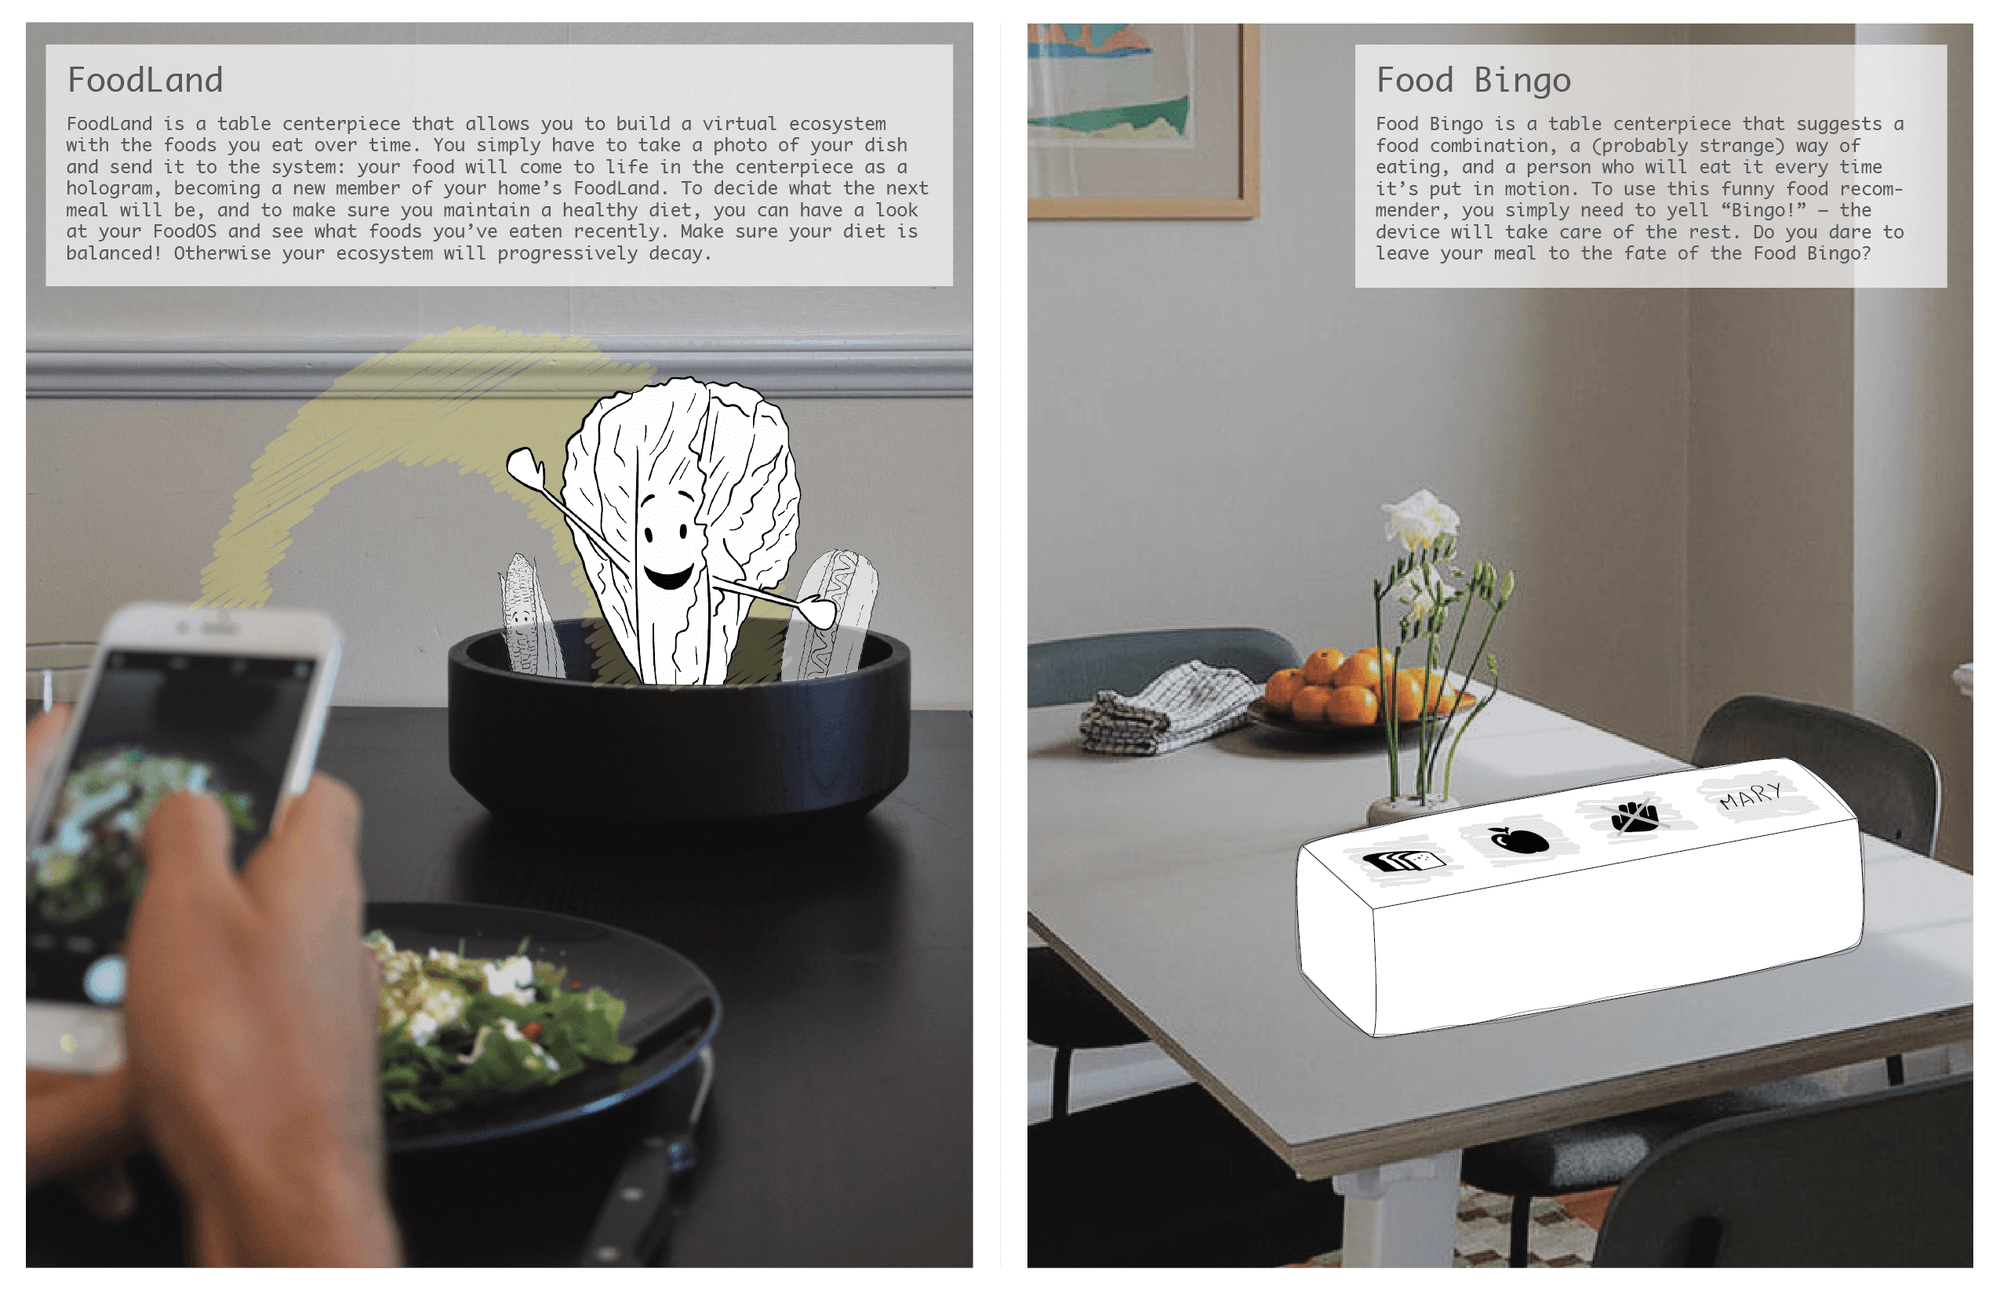 FoodLand
FoodLand is a table centerpiece that allows you to build a virtual ecosystem
with the foods you eat over time. You simply have to take a photo of your dish
and send it to the system: your food will come to life in the centerpiece as a
hologram, becoming a new member of your home’s FoodLand. To decide what the next
meal will be, and to make sure you maintain a healthy diet, you can have a look
at your FoodOS and see what foods you’ve eaten recently. Make sure your diet is
balanced! Otherwise your ecosystem will progressively decay.
Food Bingo
Food Bingo is a table centerpiece that suggests a
food combination, a (probably strange) way of
eating, and a person who will eat it every time
it’s put in motion. To use this funny food recom-
mender, you simply need to yell “Bingo!” – the
device will take care of the rest. Do you dare to
leave your meal to the fate of the Food Bingo?
MARY